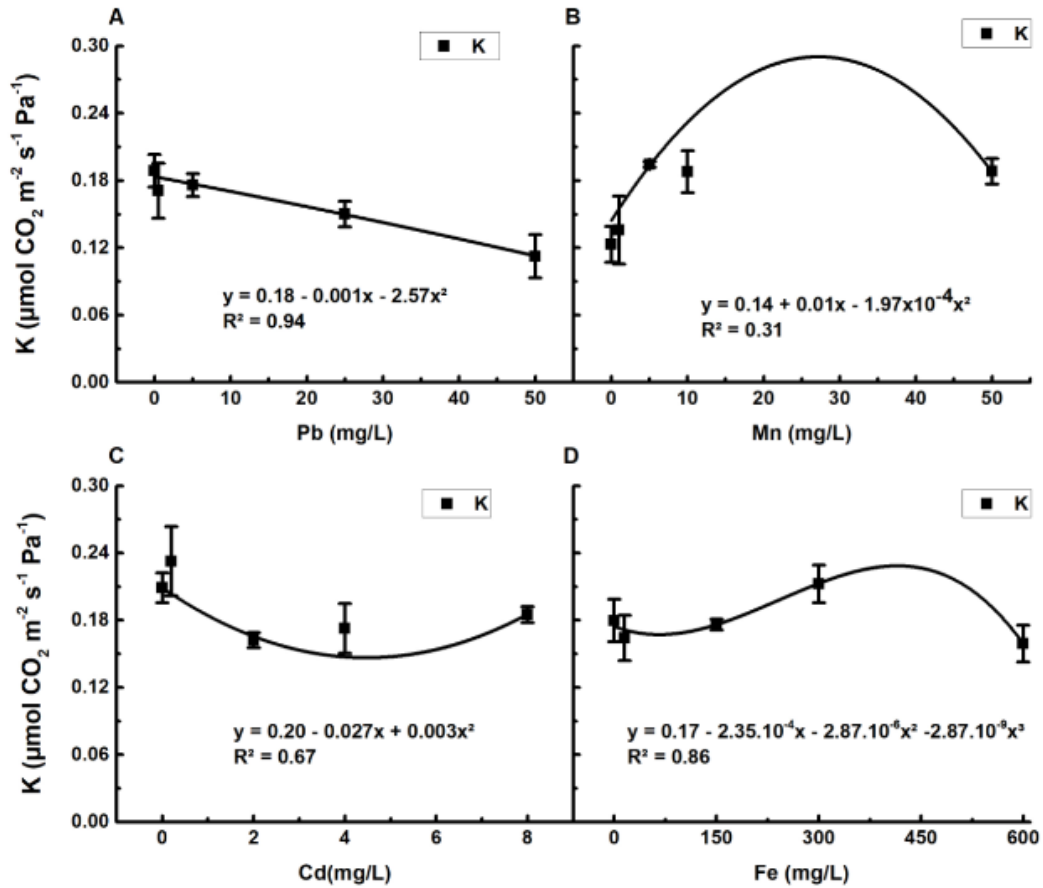 A
K
0.30
0.24
0.18
0.12
0.06
0.00
K (µmol CO₂ m⁻² s⁻¹ Pa⁻¹)
y = 0.18 - 0.001x - 2.57x²
R² = 0.94
0 10 20 30 40 50
Pb (mg/L)
B
K
y = 0.14 + 0.01x - 1.97x10⁻⁴x²
R² = 0.31
0 10 20 30 40 50
Mn (mg/L)
C
K
0.30
0.24
0.18
0.12
0.06
0.00
K (µmol CO₂ m⁻² s⁻¹ Pa⁻¹)
y = 0.20 - 0.027x + 0.003x²
R² = 0.67
0 2 4 6 8
Cd(mg/L)
D
K
y = 0.17 - 2.35.10⁻⁴x - 2.87.10⁻⁶x² -2.87.10⁻⁹x³
R² = 0.86
0 150 300 450 600
Fe (mg/L)